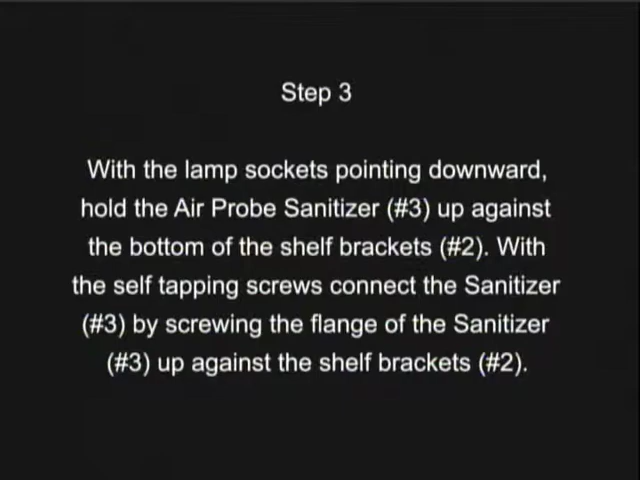 Step 3
With the lamp sockets pointing downward,
hold the Air Probe Sanitizer (#3) up against
the bottom of the shelf brackets (#2). With
the self tapping screws connect the Sanitizer
(#3) by screwing the flange of the Sanitizer
(#3) up against the shelf brackets (#2).